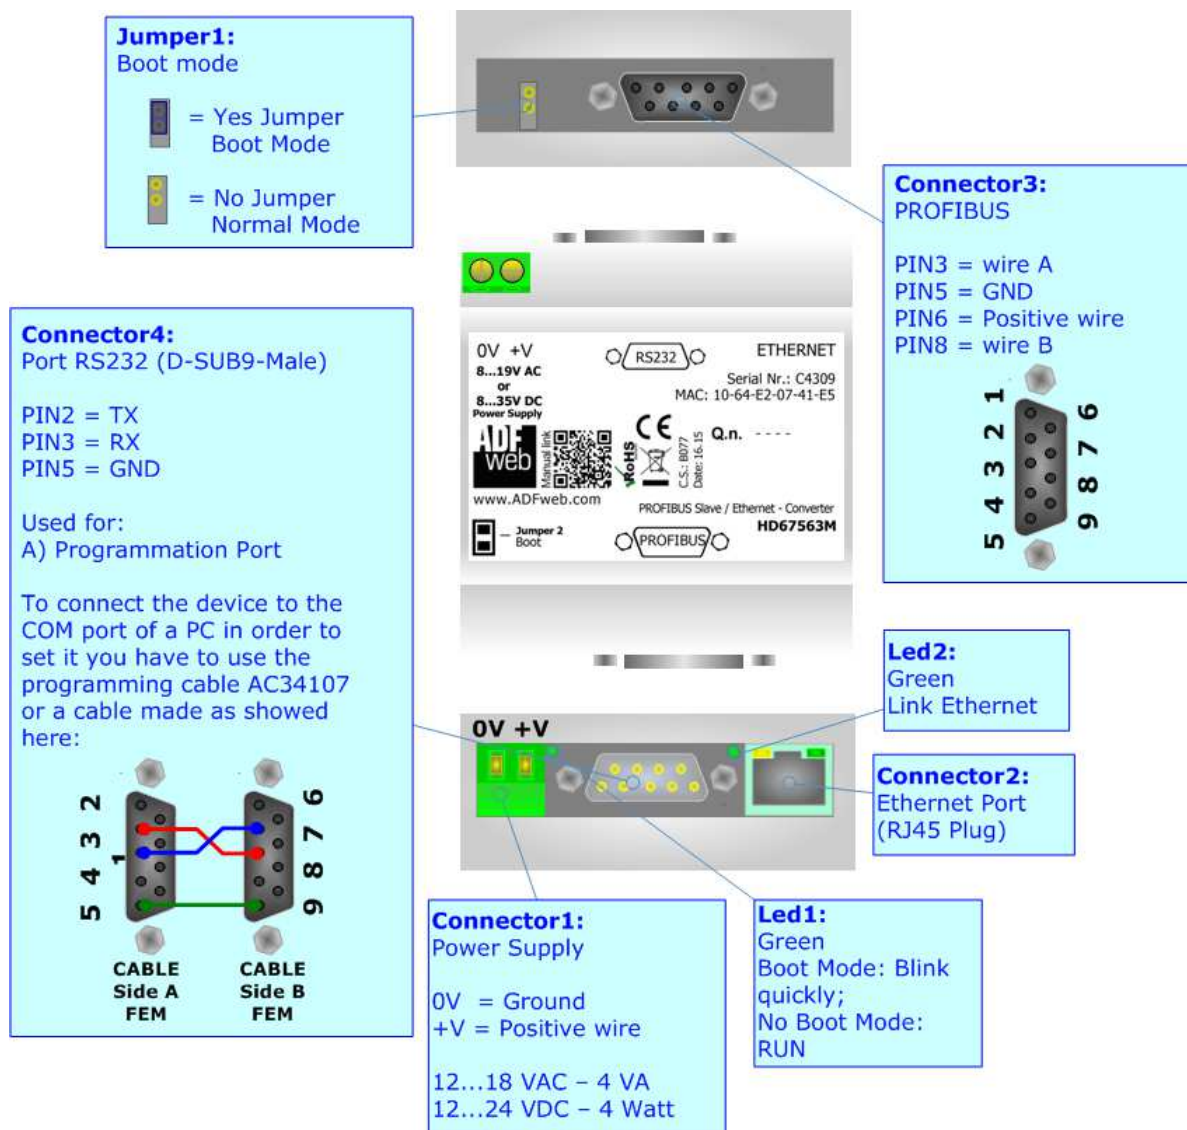 Jumper1:
Boot mode
= Yes Jumper
Boot Mode
= No Jumper
Normal Mode
Connector3:
PROFIBUS
PIN3 = wire A
PIN5 = GND
PIN6 = Positive wire
PIN8 = wire B
1
2
3
4
5
6
7
8
9
Connector4:
Port RS232 (D-SUB9-Male)
PIN2 = TX
PIN3 = RX
PIN5 = GND
Used for:
A) Programmation Port
To connect the device to the
COM port of a PC in order to
set it you have to use the
programming cable AC34107
or a cable made as showed
here:
2
3
4
5
1
6
7
8
9
CABLE
Side A
FEM
CABLE
Side B
FEM
0V +V
8...19V AC
or
8...35V DC
Power Supply
RS232
ETHERNET
Serial Nr.: C4309
MAC: 10-64-E2-07-41-E5
ADF
web
Manual link
RoHS
CE
C.S.: B077
Date: 16.15
Q.n. ----
www.ADFweb.com
PROFIBUS Slave / Ethernet - Converter
HD67563M
Jumper 2
Boot
PROFIBUS
Led2:
Green
Link Ethernet
0V +V
Connector2:
Ethernet Port
(RJ45 Plug)
Connector1:
Power Supply
0V = Ground
+V = Positive wire
12...18 VAC – 4 VA
12...24 VDC – 4 Watt
Led1:
Green
Boot Mode: Blink
quickly;
No Boot Mode:
RUN